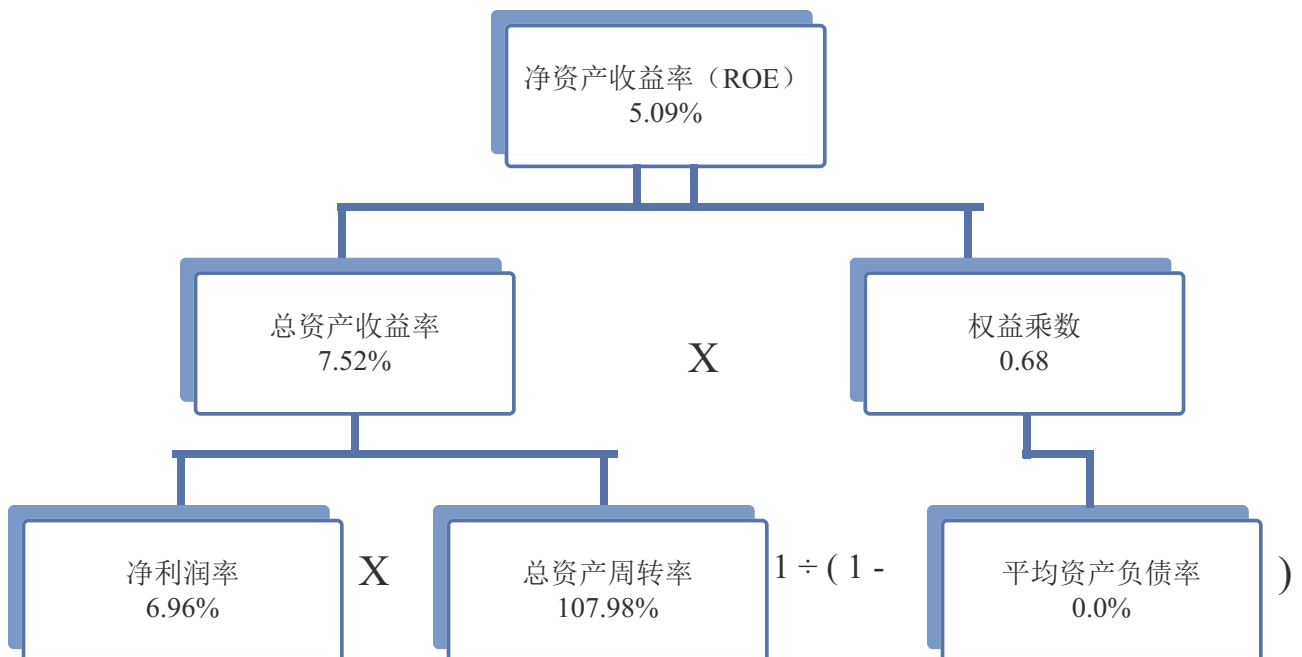 净资产收益率（ROE）
5.09%
总资产收益率
7.52%
X
权益乘数
0.68
净利润率
6.96%
X
总资产周转率
107.98%
1 ÷ ( 1 -
平均资产负债率
0.0%
)